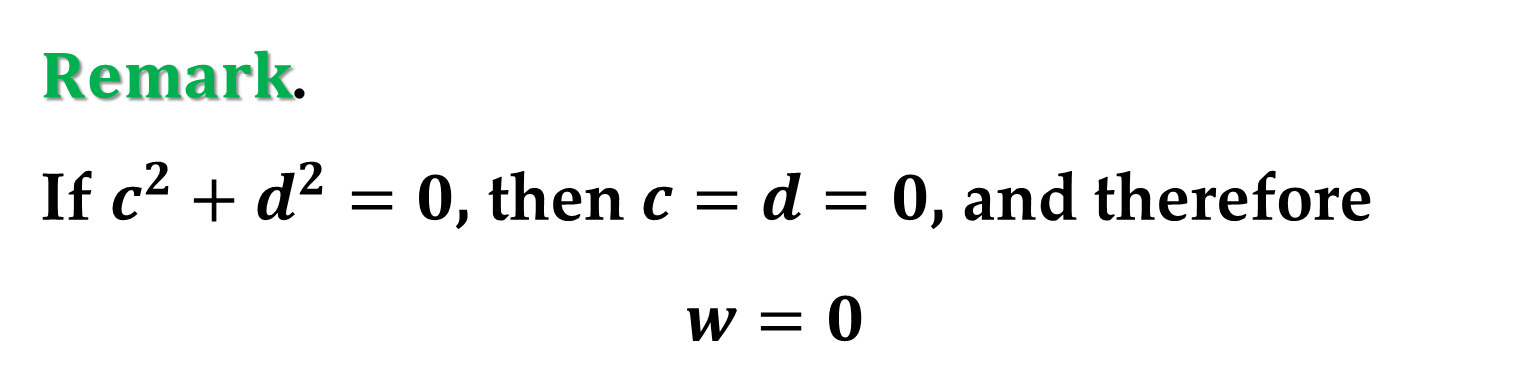 Remark.
If c² + d² = 0, then c = d = 0, and therefore
w = 0